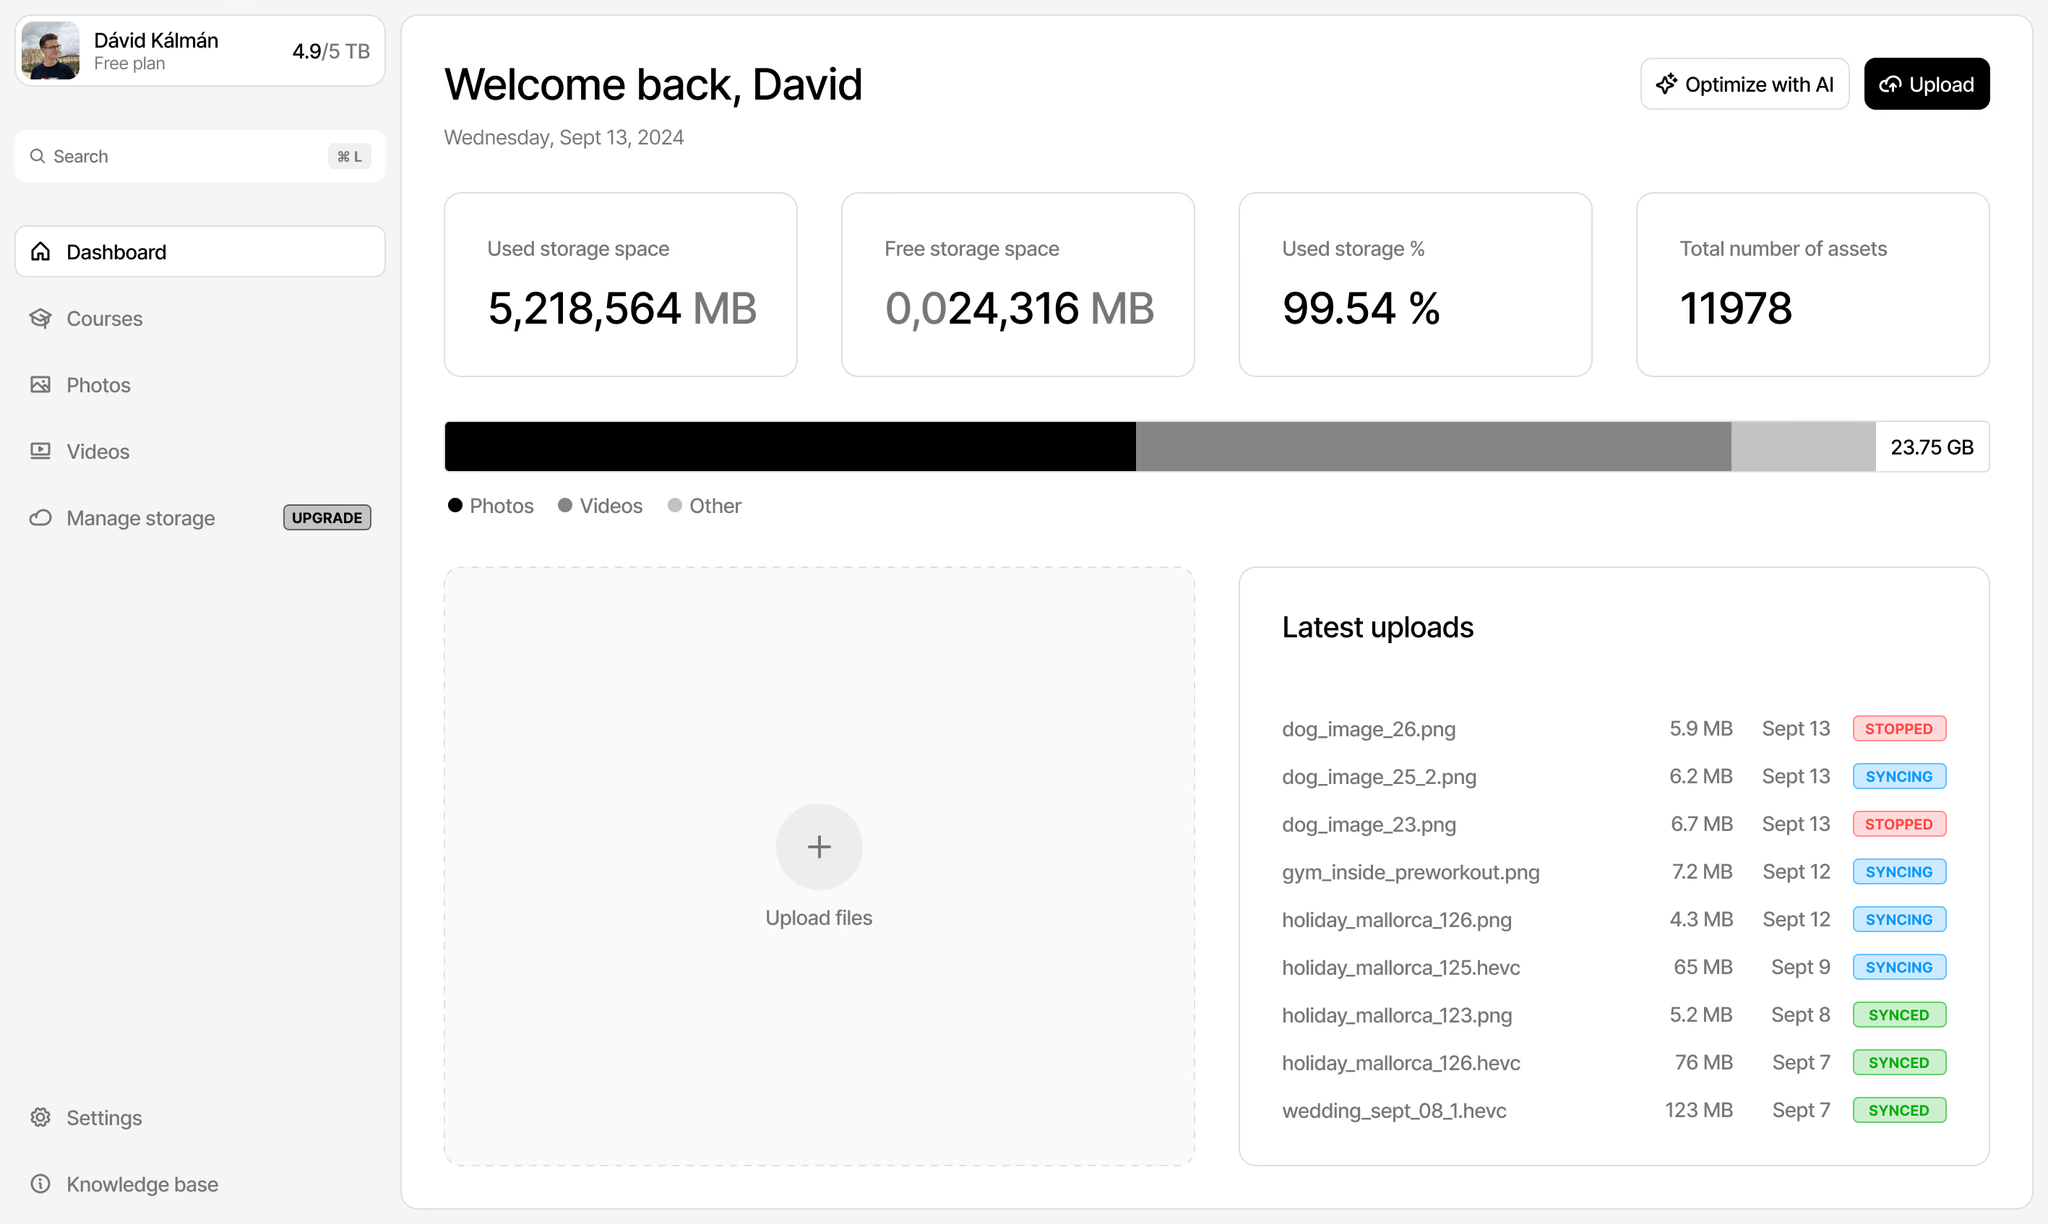 Dávid Kálmán
Free plan
4.9/5 TB
Search
⌘ L
Dashboard
Courses
Photos
Videos
Manage storage
UPGRADE
Settings
Knowledge base
Welcome back, David
Wednesday, Sept 13, 2024
Optimize with AI
Upload
Used storage space
5,218,564 MB
Free storage space
0,024,316 MB
Used storage %
99.54 %
Total number of assets
11978
23.75 GB
Photos
Videos
Other
Upload files
Latest uploads
dog_image_26.png 5.9 MB Sept 13 STOPPED
dog_image_25_2.png 6.2 MB Sept 13 SYNCING
dog_image_23.png 6.7 MB Sept 13 STOPPED
gym_inside_preworkout.png 7.2 MB Sept 12 SYNCING
holiday_mallorca_126.png 4.3 MB Sept 12 SYNCING
holiday_mallorca_125.hevc 65 MB Sept 9 SYNCING
holiday_mallorca_123.png 5.2 MB Sept 8 SYNCED
holiday_mallorca_126.hevc 76 MB Sept 7 SYNCED
wedding_sept_08_1.hevc 123 MB Sept 7 SYNCED